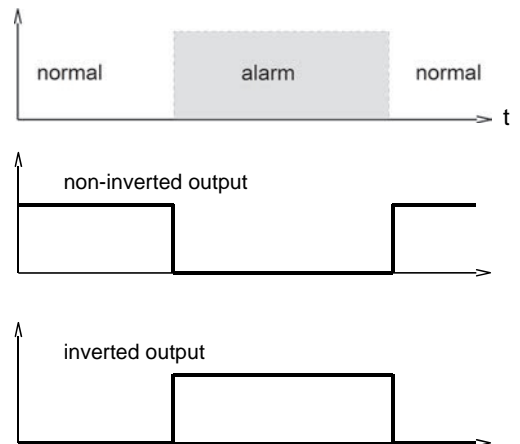 normal alarm normal
t
non-inverted output
inverted output